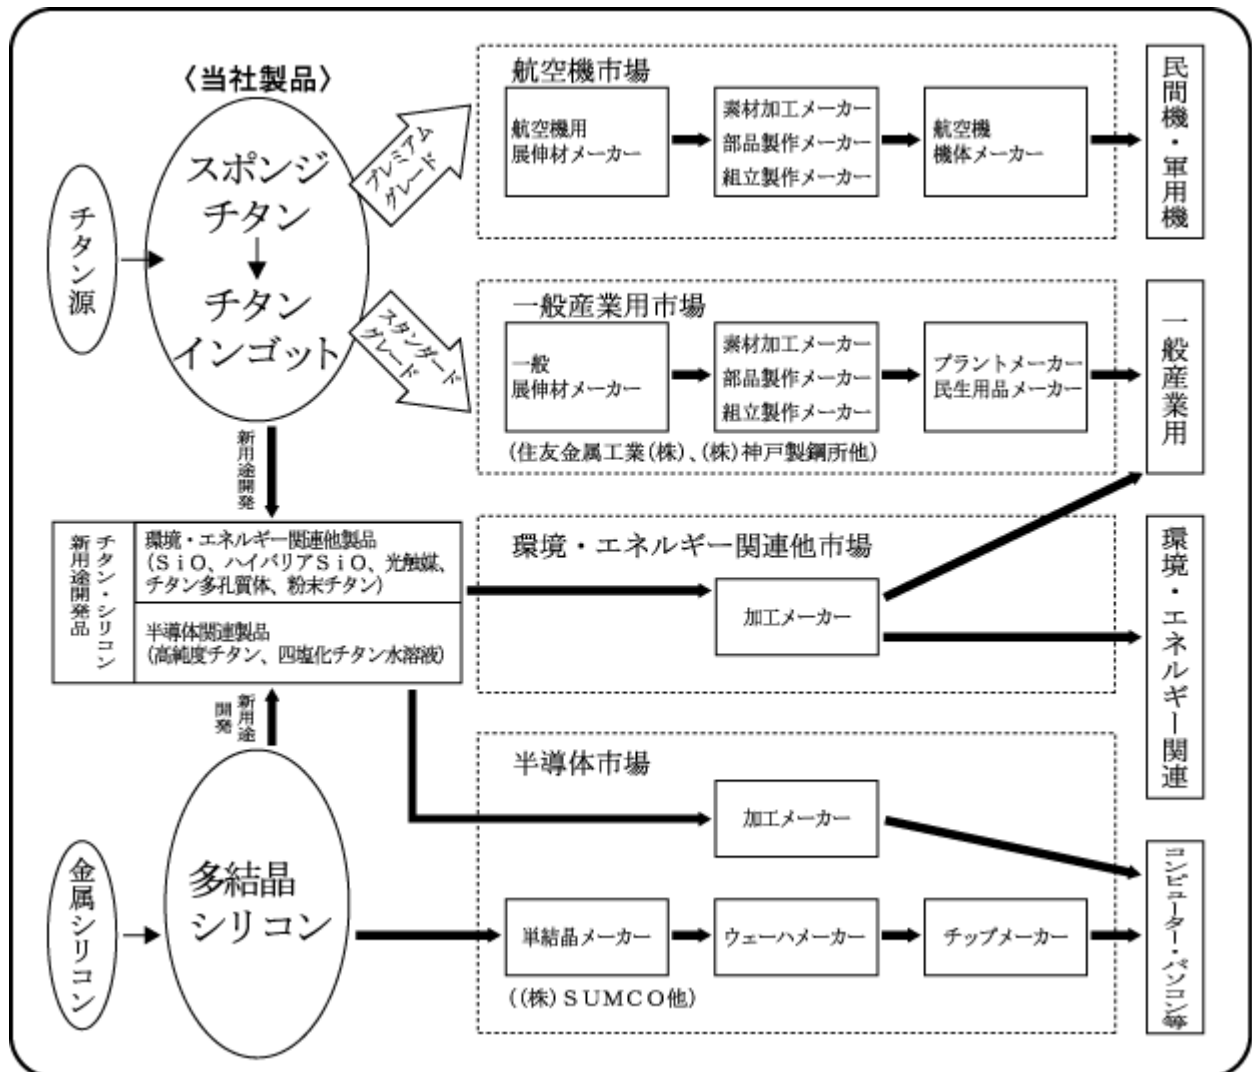 〈当社製品〉
チタン源
スポンジ
チタン
チタン
インゴット
プレミアム
グレード
スタンダード
グレード
航空機市場
航空機用
展伸材メーカー
素材加工メーカー
部品製作メーカー
組立製作メーカー
航空機
機体メーカー
民間機・軍用機
一般産業用市場
一般
展伸材メーカー
素材加工メーカー
部品製作メーカー
組立製作メーカー
プラントメーカー
民生用品メーカー
(住友金属工業(株)、(株)神戸製鋼所他)
一般産業用
新用途開発
チタン・シリコン
新用途開発品
環境・エネルギー関連他製品
(SiO、ハイバリアSiO、光触媒、
チタン多孔質体、粉末チタン)
半導体関連製品
(高純度チタン、四塩化チタン水溶液)
環境・エネルギー関連他市場
加工メーカー
環境・エネルギー関連
新用途
開発
金属シリコン
多結晶
シリコン
半導体市場
加工メーカー
単結晶メーカー
ウェーハメーカー
チップメーカー
((株)SUMCO他)
コンピューター・パソコン等